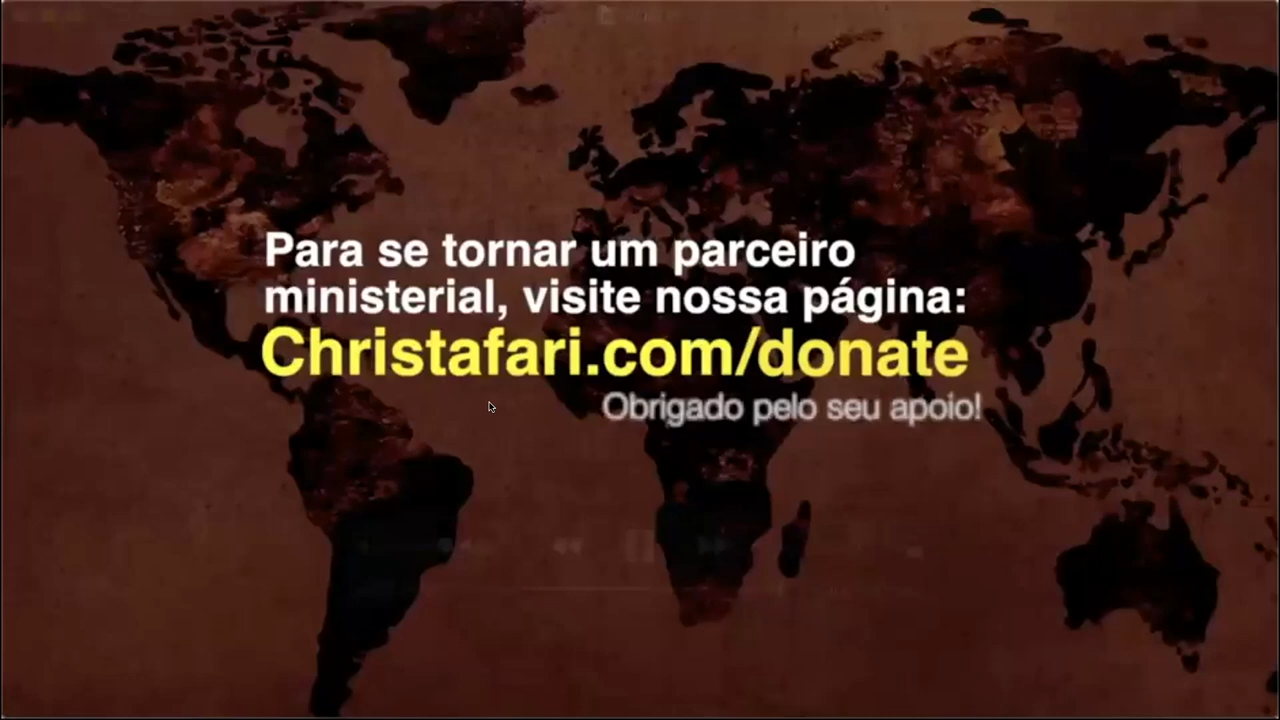 Para se tornar um parceiro
ministerial, visite nossa página:
Christafari.com/donate
Obrigado pelo seu apoio!